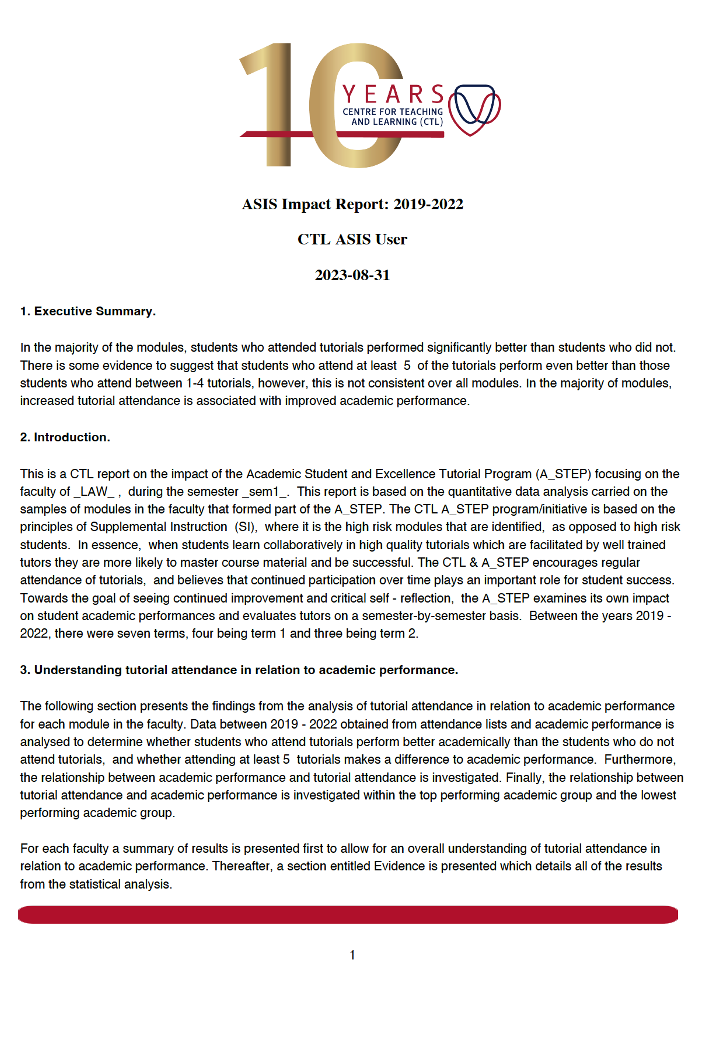 10
YEARS
CENTRE FOR TEACHING
AND LEARNING (CTL)
ASIS Impact Report: 2019-2022
CTL ASIS User
2023-08-31
1. Executive Summary.
In the majority of the modules, students who attended tutorials performed significantly better than students who did not.
There is some evidence to suggest that students who attend at least 5 of the tutorials perform even better than those
students who attend between 1-4 tutorials, however, this is not consistent over all modules. In the majority of modules,
increased tutorial attendance is associated with improved academic performance.
2. Introduction.
This is a CTL report on the impact of the Academic Student and Excellence Tutorial Program (A_STEP) focusing on the
faculty of _LAW_ , during the semester _sem1_. This report is based on the quantitative data analysis carried on the
samples of modules in the faculty that formed part of the A_STEP. The CTL A_STEP program/initiative is based on the
principles of Supplemental Instruction (SI), where it is the high risk modules that are identified, as opposed to high risk
students. In essence, when students learn collaboratively in high quality tutorials which are facilitated by well trained
tutors they are more likely to master course material and be successful. The CTL & A_STEP encourages regular
attendance of tutorials, and believes that continued participation over time plays an important role for student success.
Towards the goal of seeing continued improvement and critical self - reflection, the A_STEP examines its own impact
on student academic performances and evaluates tutors on a semester-by-semester basis. Between the years 2019 -
2022, there were seven terms, four being term 1 and three being term 2.
3. Understanding tutorial attendance in relation to academic performance.
The following section presents the findings from the analysis of tutorial attendance in relation to academic performance
for each module in the faculty. Data between 2019 - 2022 obtained from attendance lists and academic performance is
analysed to determine whether students who attend tutorials perform better academically than the students who do not
attend tutorials, and whether attending at least 5 tutorials makes a difference to academic performance. Furthermore,
the relationship between academic performance and tutorial attendance is investigated. Finally, the relationship between
tutorial attendance and academic performance is investigated within the top performing academic group and the lowest
performing academic group.
For each faculty a summary of results is presented first to allow for an overall understanding of tutorial attendance in
relation to academic performance. Thereafter, a section entitled Evidence is presented which details all of the results
from the statistical analysis.
1